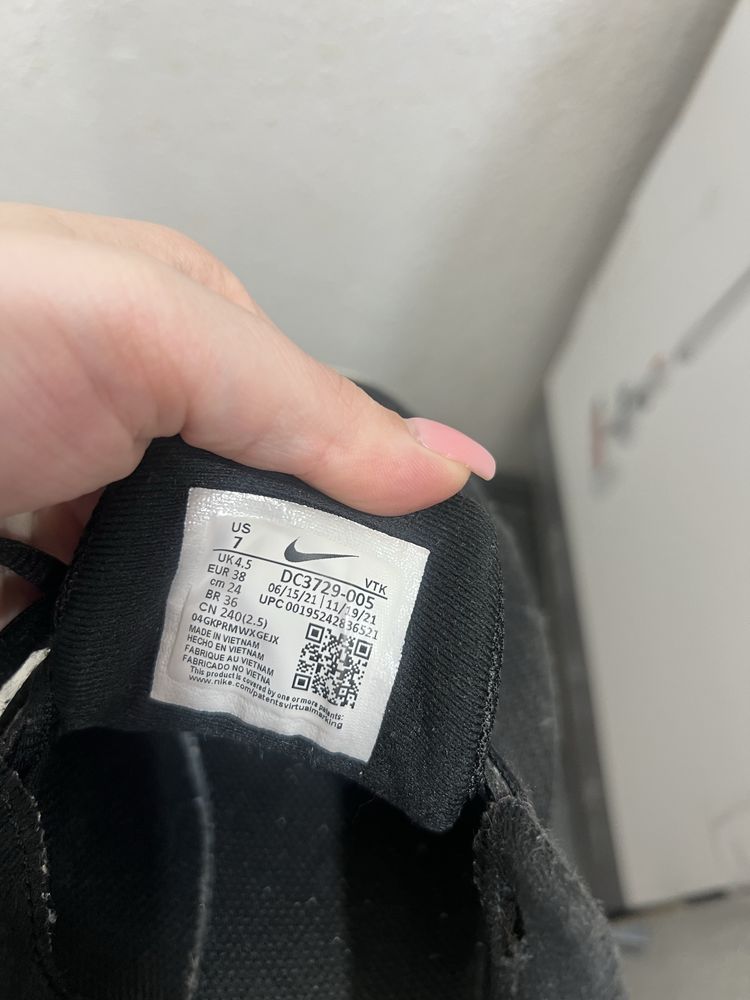 US
7
UK 4.5
EUR 38
cm 24
BR 36
CN 240(2.5)
DC3729-005 VTK
06/15/21 | 11/19/21
UPC 00195242836521
04GKPRMWXGEJX
MADE IN VIETNAM
HECHO EN VIETNAM
FABRIQUE AU VIETNAM
FABRICADO NO VIETNA
This product is covered by one or more patents:
www.nike.com/patentsvirtualmarking